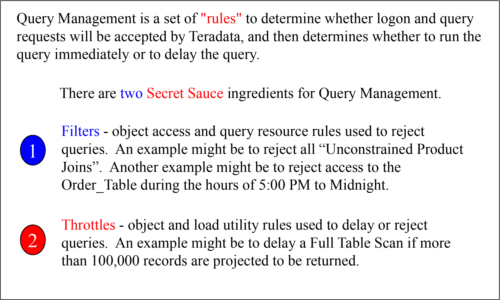 Query Management is a set of "rules" to determine whether logon and query
requests will be accepted by Teradata, and then determines whether to run the
query immediately or to delay the query.
There are two Secret Sauce ingredients for Query Management.
1
Filters - object access and query resource rules used to reject
queries.  An example might be to reject all “Unconstrained Product
Joins”.  Another example might be to reject access to the
Order_Table during the hours of 5:00 PM to Midnight.
2
Throttles - object and load utility rules used to delay or reject
queries.  An example might be to delay a Full Table Scan if more
than 100,000 records are projected to be returned.